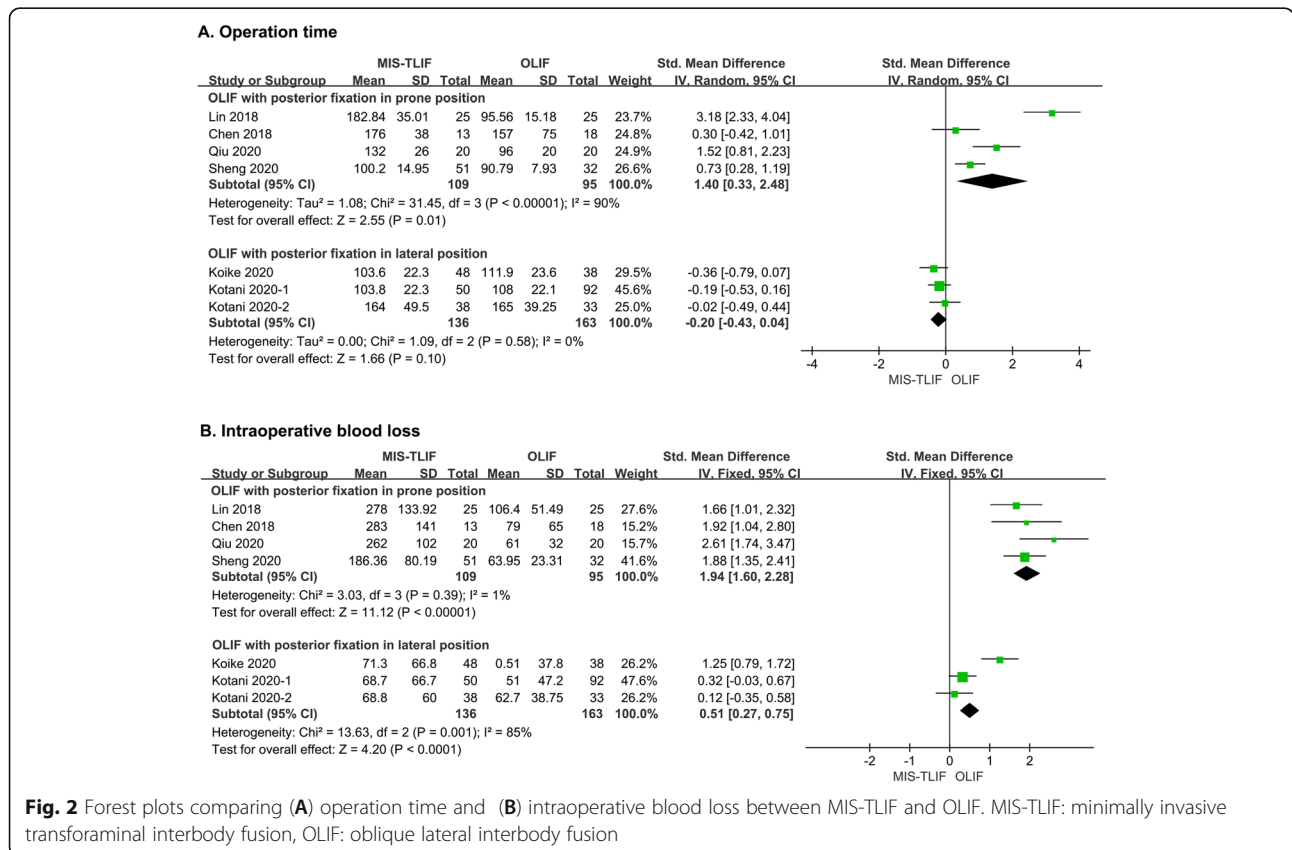 A. Operation time
MIS-TLIF OLIF Std. Mean Difference Std. Mean Difference
Study or Subgroup Mean SD Total Mean SD Total Weight IV, Random, 95% CI IV, Random, 95% CI
OLIF with posterior fixation in prone position
Lin 2018 182.84 35.01 25 95.56 15.18 25 23.7% 3.18 [2.33, 4.04]
Chen 2018 176 38 13 157 75 18 24.8% 0.30 [-0.42, 1.01]
Qiu 2020 132 26 20 96 20 20 24.9% 1.52 [0.81, 2.23]
Sheng 2020 100.2 14.95 51 90.79 7.93 32 26.6% 0.73 [0.28, 1.19]
Subtotal (95% CI) 109 95 100.0% 1.40 [0.33, 2.48]
Heterogeneity: Tau² = 1.08; Chi² = 31.45, df = 3 (P < 0.00001); I² = 90%
Test for overall effect: Z = 2.55 (P = 0.01)
OLIF with posterior fixation in lateral position
Koike 2020 103.6 22.3 48 111.9 23.6 38 29.5% -0.36 [-0.79, 0.07]
Kotani 2020-1 103.8 22.3 50 108 22.1 92 45.6% -0.19 [-0.53, 0.16]
Kotani 2020-2 164 49.5 38 165 39.25 33 25.0% -0.02 [-0.49, 0.44]
Subtotal (95% CI) 136 163 100.0% -0.20 [-0.43, 0.04]
Heterogeneity: Tau² = 0.00; Chi² = 1.09, df = 2 (P = 0.58); I² = 0%
Test for overall effect: Z = 1.66 (P = 0.10)
-4 -2 0 2 4
MIS-TLIF OLIF
B. Intraoperative blood loss
MIS-TLIF OLIF Std. Mean Difference Std. Mean Difference
Study or Subgroup Mean SD Total Mean SD Total Weight IV, Fixed, 95% CI IV, Fixed, 95% CI
OLIF with posterior fixation in prone position
Lin 2018 278 133.92 25 106.4 51.49 25 27.6% 1.66 [1.01, 2.32]
Chen 2018 283 141 13 79 65 18 15.2% 1.92 [1.04, 2.80]
Qiu 2020 262 102 20 61 32 20 15.7% 2.61 [1.74, 3.47]
Sheng 2020 186.36 80.19 51 63.95 23.31 32 41.6% 1.88 [1.35, 2.41]
Subtotal (95% CI) 109 95 100.0% 1.94 [1.60, 2.28]
Heterogeneity: Chi² = 3.03, df = 3 (P = 0.39); I² = 1%
Test for overall effect: Z = 11.12 (P < 0.00001)
OLIF with posterior fixation in lateral position
Koike 2020 71.3 66.8 48 0.51 37.8 38 26.2% 1.25 [0.79, 1.72]
Kotani 2020-1 68.7 66.7 50 51 47.2 92 47.6% 0.32 [-0.03, 0.67]
Kotani 2020-2 68.8 60 38 62.7 38.75 33 26.2% 0.12 [-0.35, 0.58]
Subtotal (95% CI) 136 163 100.0% 0.51 [0.27, 0.75]
Heterogeneity: Chi² = 13.63, df = 2 (P = 0.001); I² = 85%
Test for overall effect: Z = 4.20 (P < 0.0001)
-2 -1 0 1 2
MIS-TLIF OLIF
Fig. 2 Forest plots comparing (A) operation time and (B) intraoperative blood loss between MIS-TLIF and OLIF. MIS-TLIF: minimally invasive
transforaminal interbody fusion, OLIF: oblique lateral interbody fusion